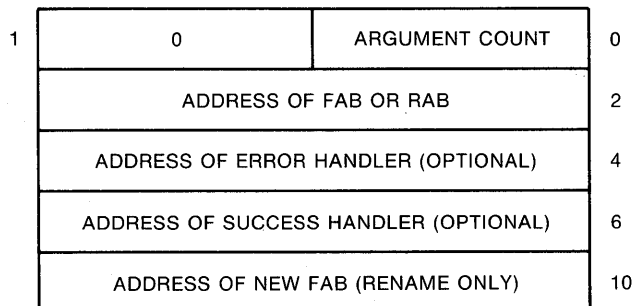 1 0 ARGUMENT COUNT 0
ADDRESS OF FAB OR RAB 2
ADDRESS OF ERROR HANDLER (OPTIONAL) 4
ADDRESS OF SUCCESS HANDLER (OPTIONAL) 6
ADDRESS OF NEW FAB (RENAME ONLY) 10